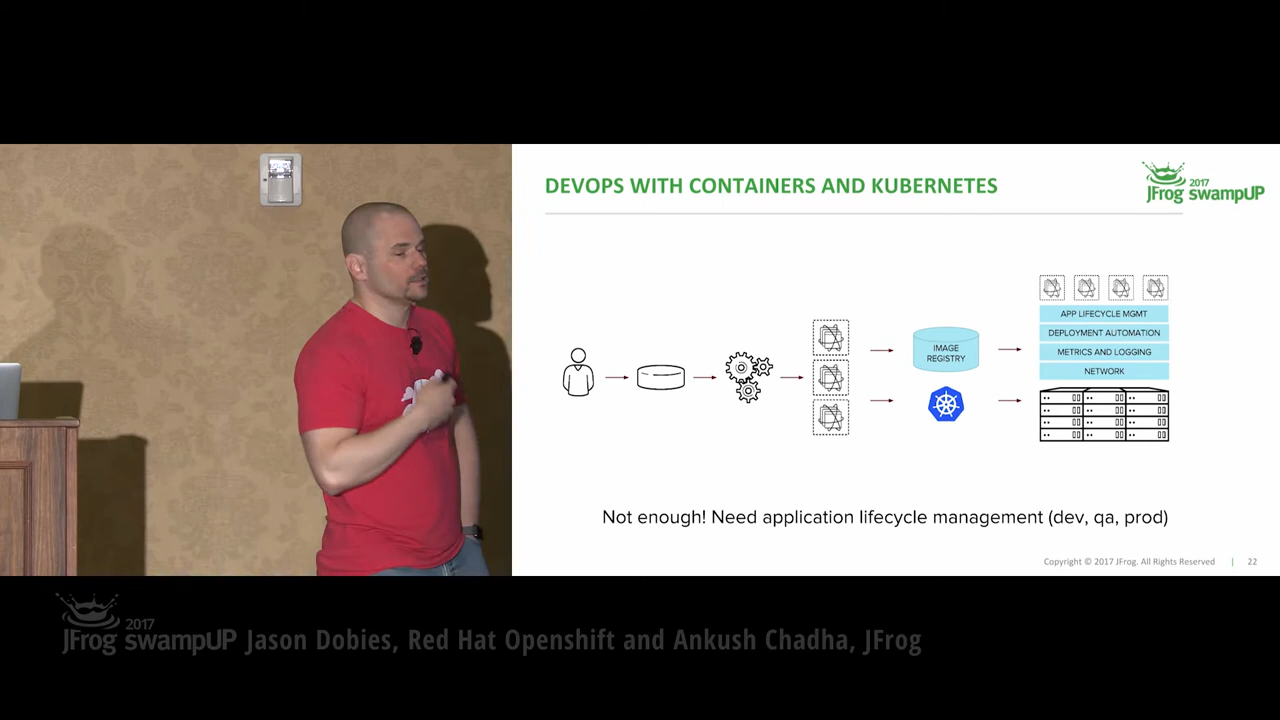 DEVOPS WITH CONTAINERS AND KUBERNETES
2017
JFrog swampUP
APP LIFECYCLE MGMT
DEPLOYMENT AUTOMATION
METRICS AND LOGGING
NETWORK
IMAGE
REGISTRY
Not enough! Need application lifecycle management (dev, qa, prod)
Copyright © 2017 JFrog. All Rights Reserved | 22
2017
JFrog swampUP Jason Dobies, Red Hat Openshift and Ankush Chadha, JFrog